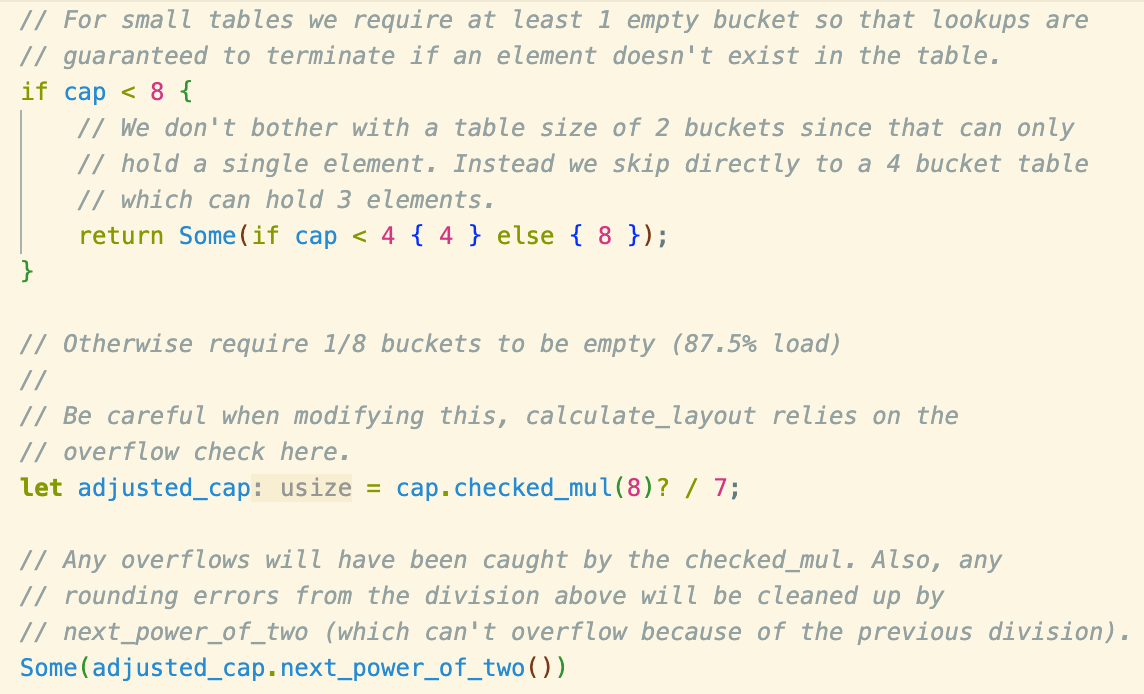 // For small tables we require at least 1 empty bucket so that lookups are
// guaranteed to terminate if an element doesn't exist in the table.
if cap < 8 {
    // We don't bother with a table size of 2 buckets since that can only
    // hold a single element. Instead we skip directly to a 4 bucket table
    // which can hold 3 elements.
    return Some(if cap < 4 { 4 } else { 8 });
}

// Otherwise require 1/8 buckets to be empty (87.5% load)
//
// Be careful when modifying this, calculate_layout relies on the
// overflow check here.
let adjusted_cap: usize = cap.checked_mul(8)? / 7;

// Any overflows will have been caught by the checked_mul. Also, any
// rounding errors from the division above will be cleaned up by
// next_power_of_two (which can't overflow because of the previous division).
Some(adjusted_cap.next_power_of_two())